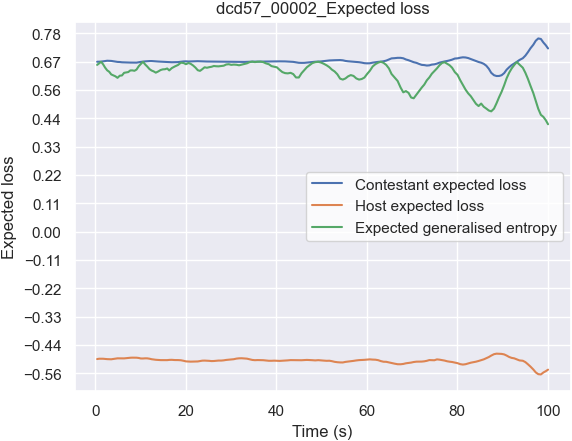 dcd57_00002_Expected loss
0.78
0.67
0.56
0.44
0.33
0.22
0.11
0.00
−0.11
−0.22
−0.33
−0.44
−0.56
Expected loss
Contestant expected loss
Host expected loss
Expected generalised entropy
0 20 40 60 80 100
Time (s)